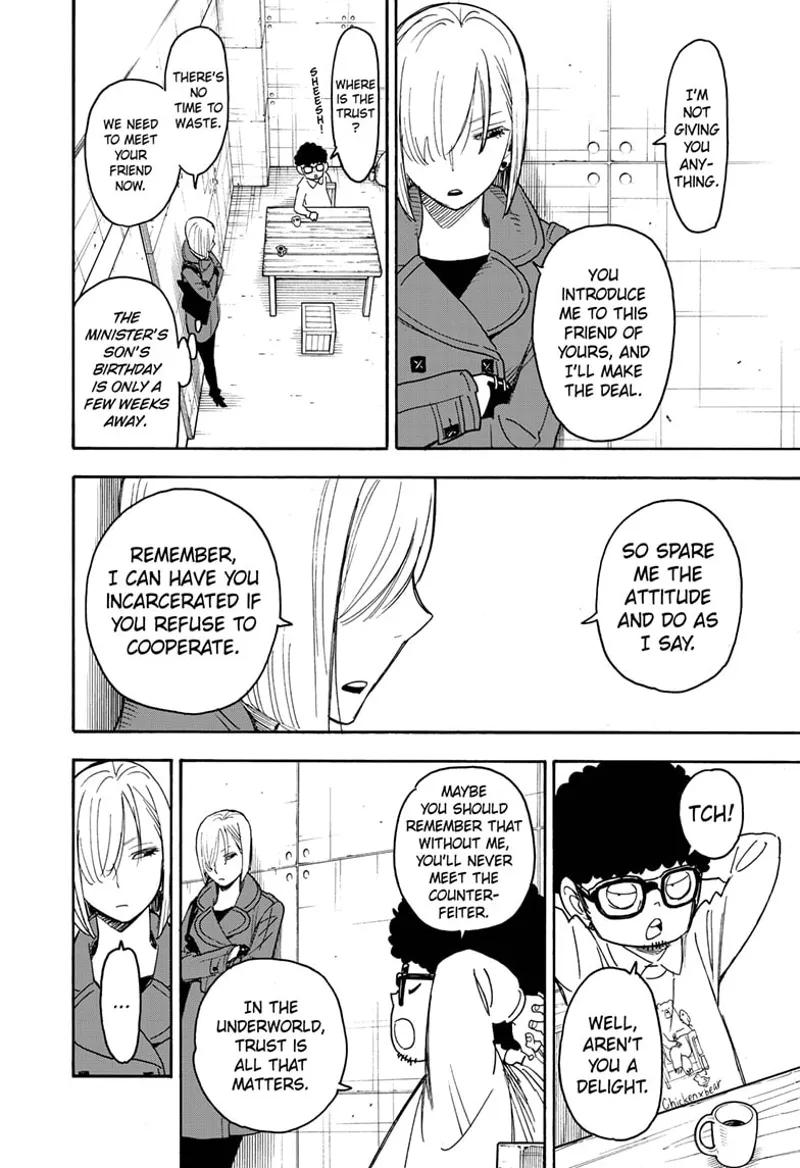 I'M
NOT
GIVING
YOU
ANY-
THING.
YOU
INTRODUCE
ME TO THIS
FRIEND OF
YOURS, AND
I'LL MAKE
THE DEAL.
WHERE
IS THE
TRUST
?
SHEESH!
THERE'S
NO
TIME TO
WASTE.
WE NEED
TO MEET
YOUR
FRIEND
NOW.
THE
MINISTER'S
SON'S
BIRTHDAY
IS ONLY A
FEW WEEKS
AWAY.
SO SPARE
ME THE
ATTITUDE
AND DO AS
I SAY.
REMEMBER,
I CAN HAVE YOU
INCARCERATED IF
YOU REFUSE TO
COOPERATE.
TCH!
WELL,
AREN'T
YOU A
DELIGHT.
Chickenxbear
MAYBE
YOU SHOULD
REMEMBER THAT
WITHOUT ME,
YOU'LL NEVER
MEET THE
COUNTER-
FEITER.
IN THE
UNDERWORLD,
TRUST IS
ALL THAT
MATTERS.
...